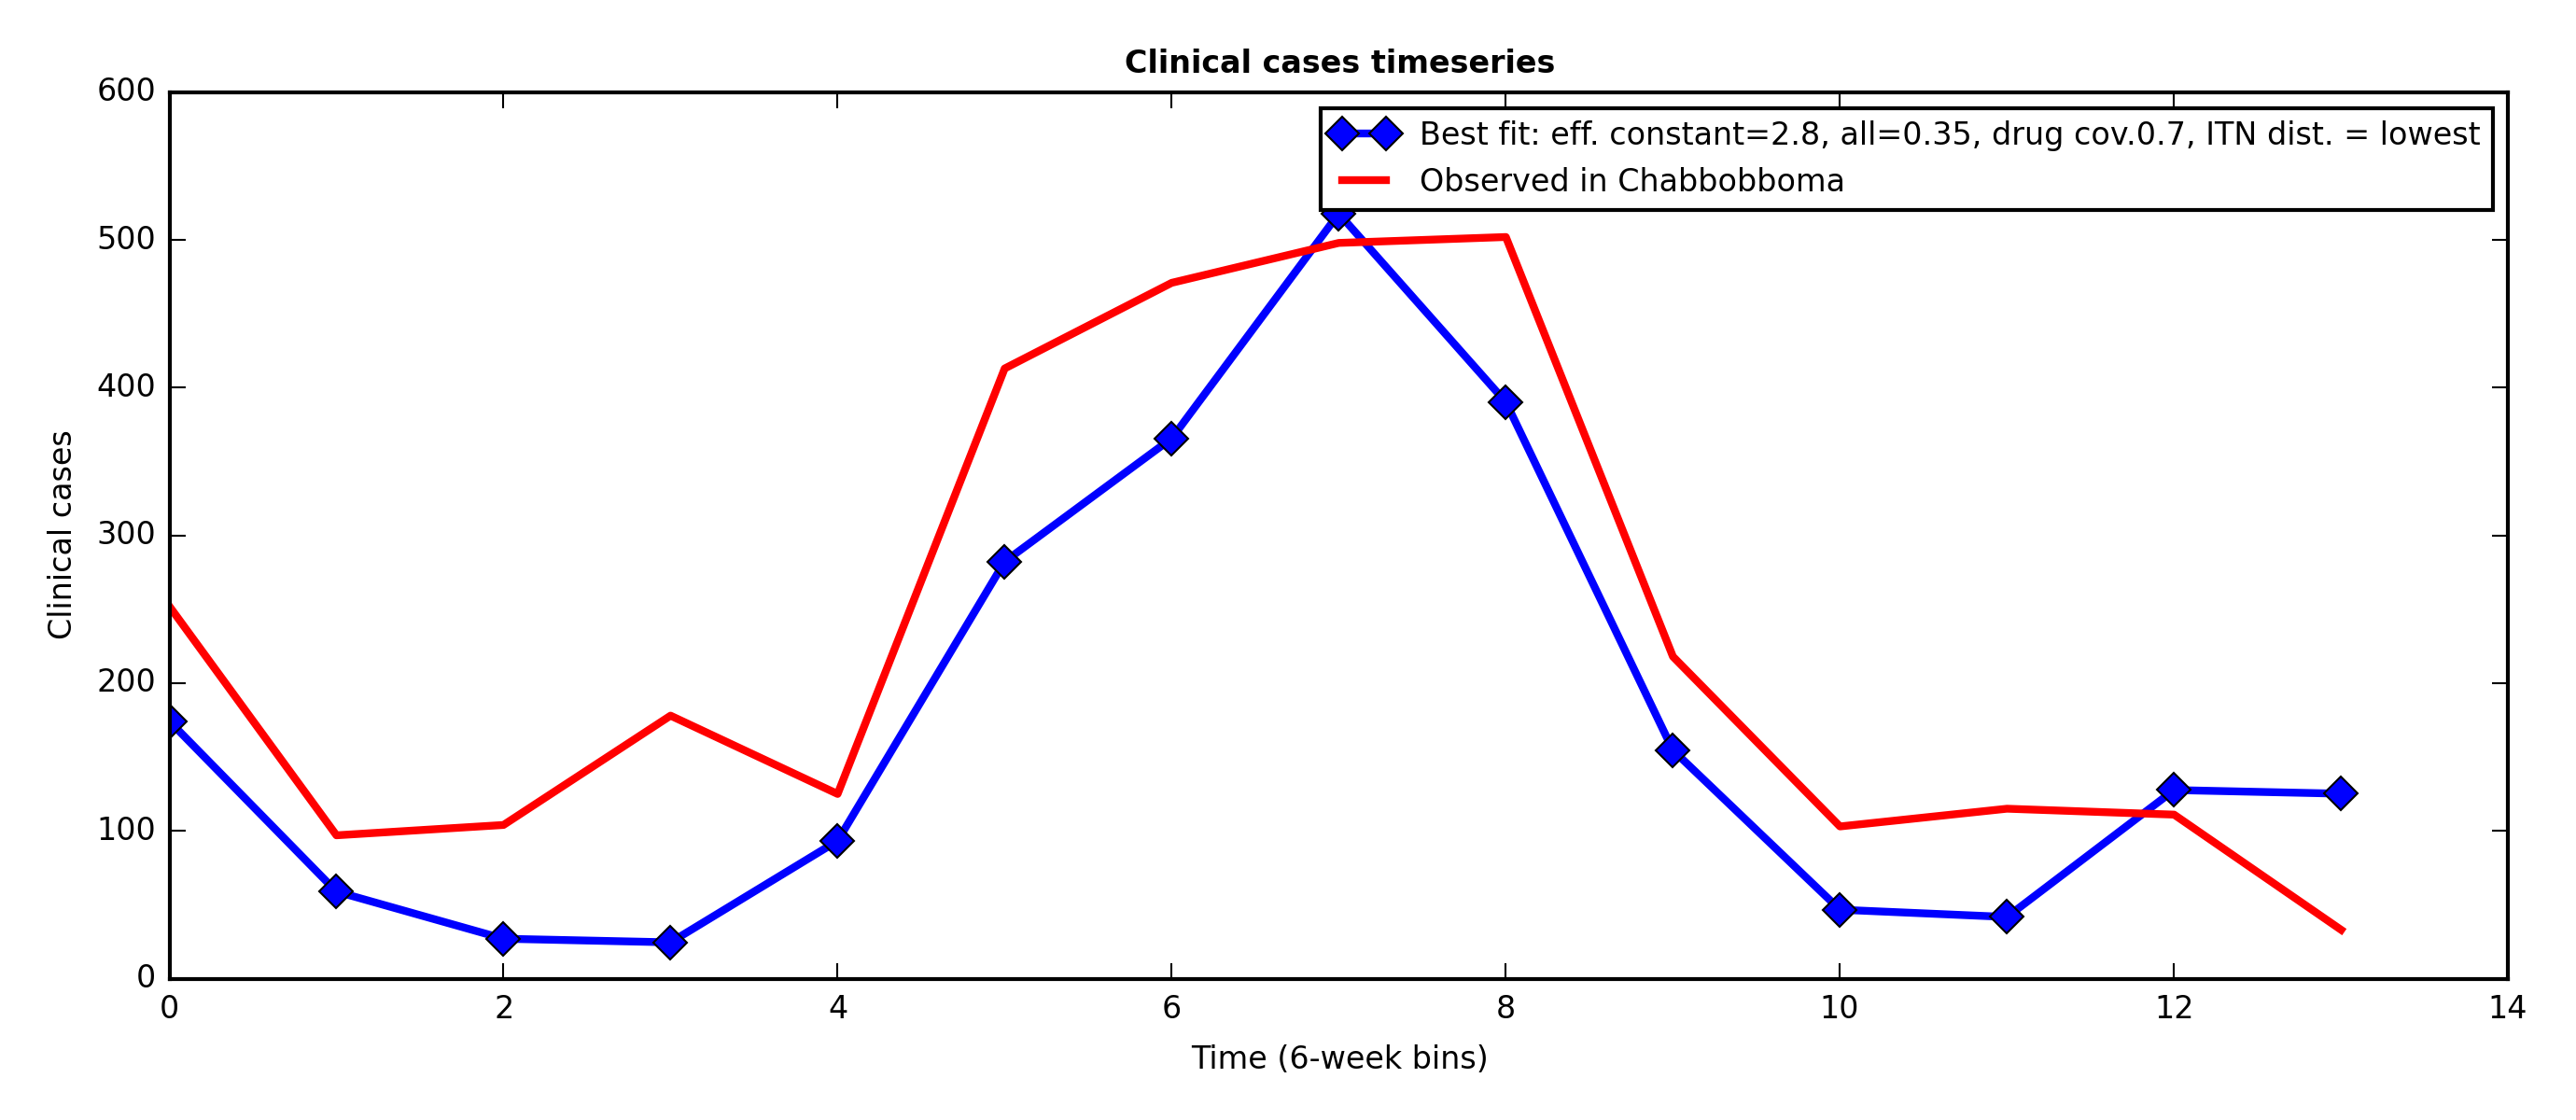 Clinical cases timeseries
600
500
400
300
200
100
0
Clinical cases
Best fit: eff. constant=2.8, all=0.35, drug cov.0.7, ITN dist. = lowest
Observed in Chabbobboma
0 2 4 6 8 10 12 14
Time (6-week bins)